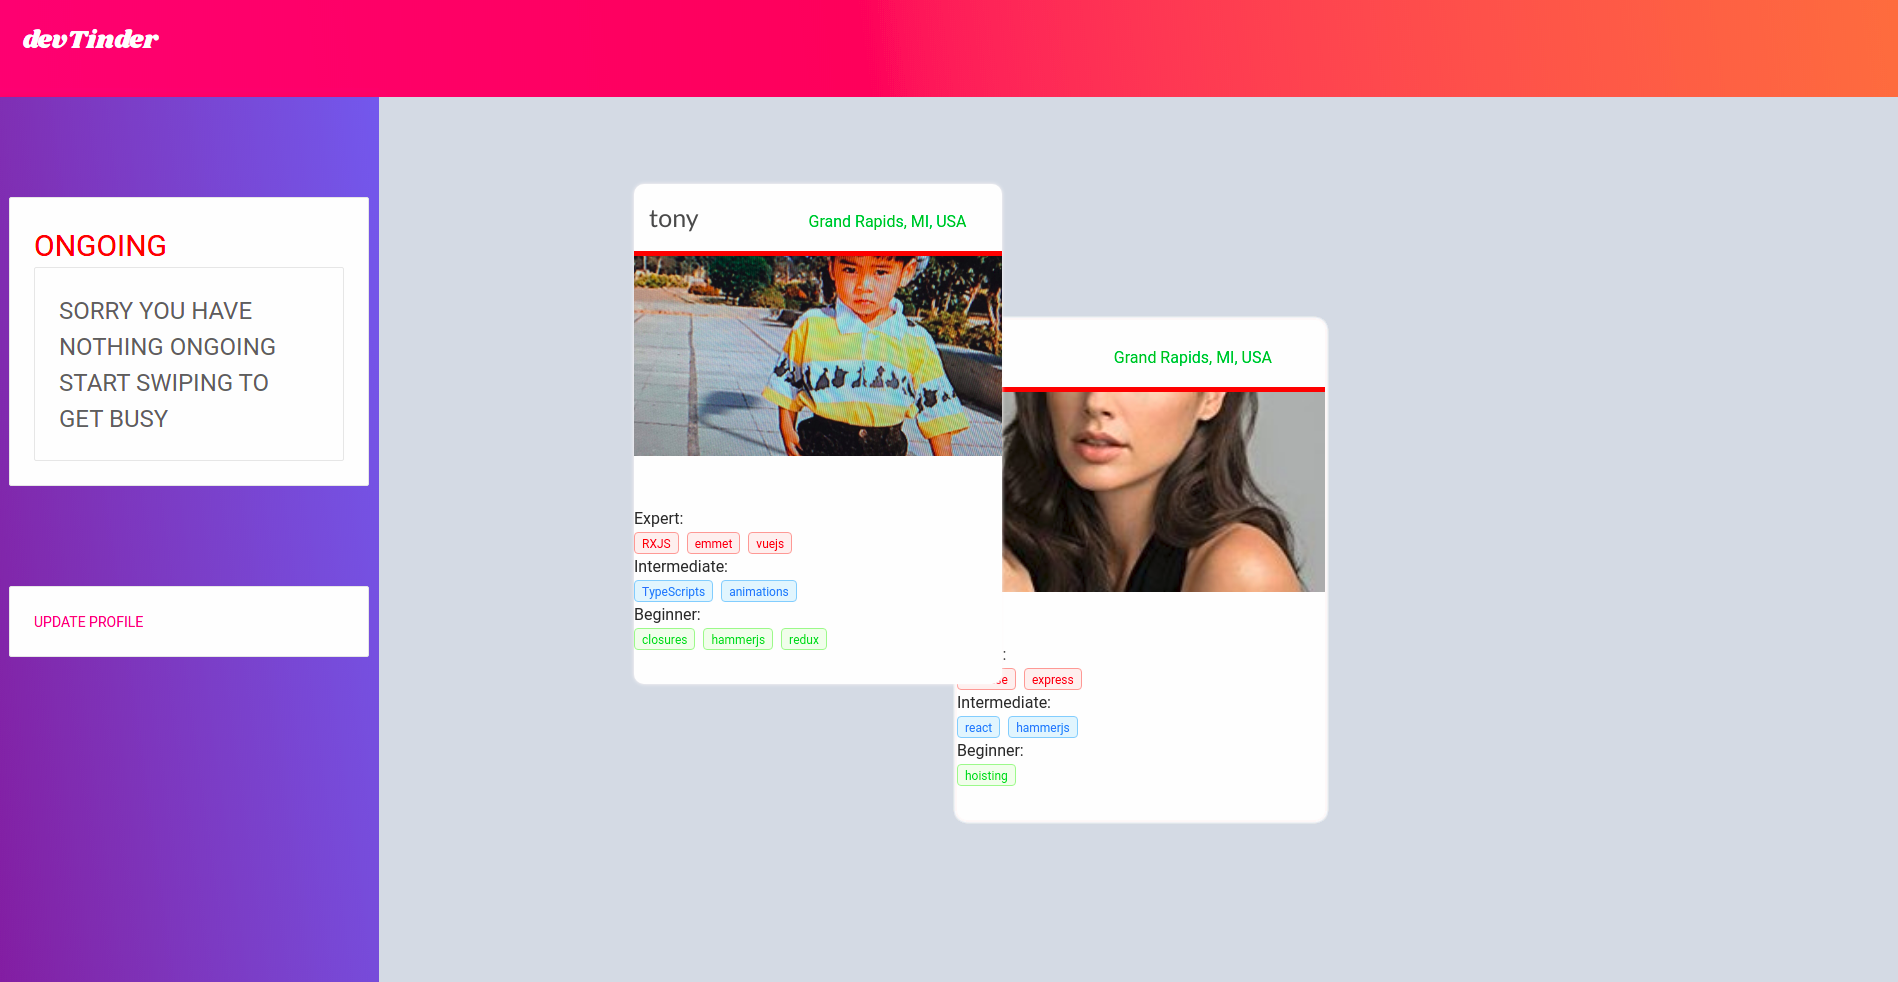 devTinder
ONGOING
SORRY YOU HAVE
NOTHING ONGOING
START SWIPING TO
GET BUSY
UPDATE PROFILE
tony Grand Rapids, MI, USA
Expert:
RXJS emmet vuejs
Intermediate:
TypeScripts animations
Beginner:
closures hammerjs redux
Grand Rapids, MI, USA
express
Intermediate:
react hammerjs
Beginner:
hoisting